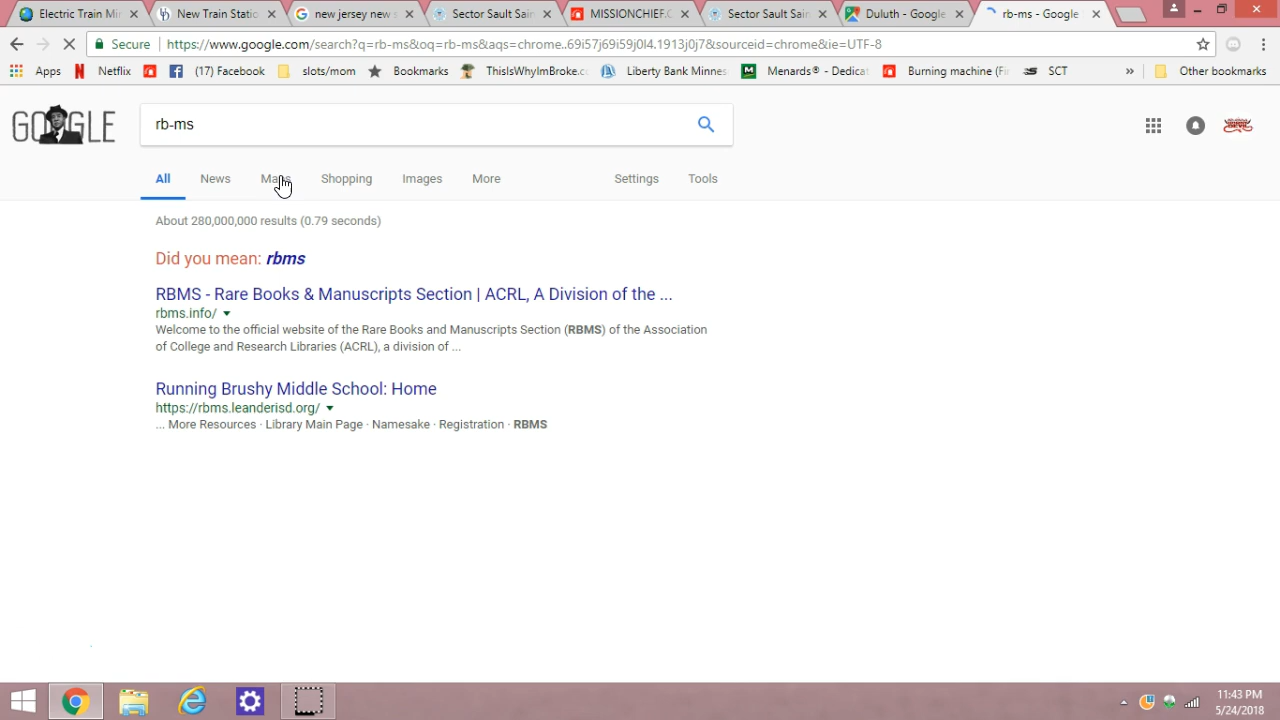 Electric Train Mi
New Train Static
new jersey new s
Sector Sault Sain
MISSIONCHIEF.C
Sector Sault Sain
Duluth - Google
rb-ms - Google
Secure
https://www.google.com/search?q=rb-ms&oq=rb-ms&aqs=chrome..69i57j69i59j0l4.1913j0j7&sourceid=chrome&ie=UTF-8
Apps
Netflix
(17) Facebook
slots/mom
Bookmarks
ThisIsWhyImBroke.c
Liberty Bank Minnes
Menards® - Dedicat
Burning machine (Fi
SCT
»
Other bookmarks
GOOGLE
rb-ms
All
News
Maps
Shopping
Images
More
Settings
Tools
About 280,000,000 results (0.79 seconds)
Did you mean: rbms
RBMS - Rare Books & Manuscripts Section | ACRL, A Division of the ...
rbms.info/
Welcome to the official website of the Rare Books and Manuscripts Section (RBMS) of the Association
of College and Research Libraries (ACRL), a division of ...
Running Brushy Middle School: Home
https://rbms.leanderisd.org/
... More Resources · Library Main Page · Namesake · Registration · RBMS
11:43 PM
5/24/2018